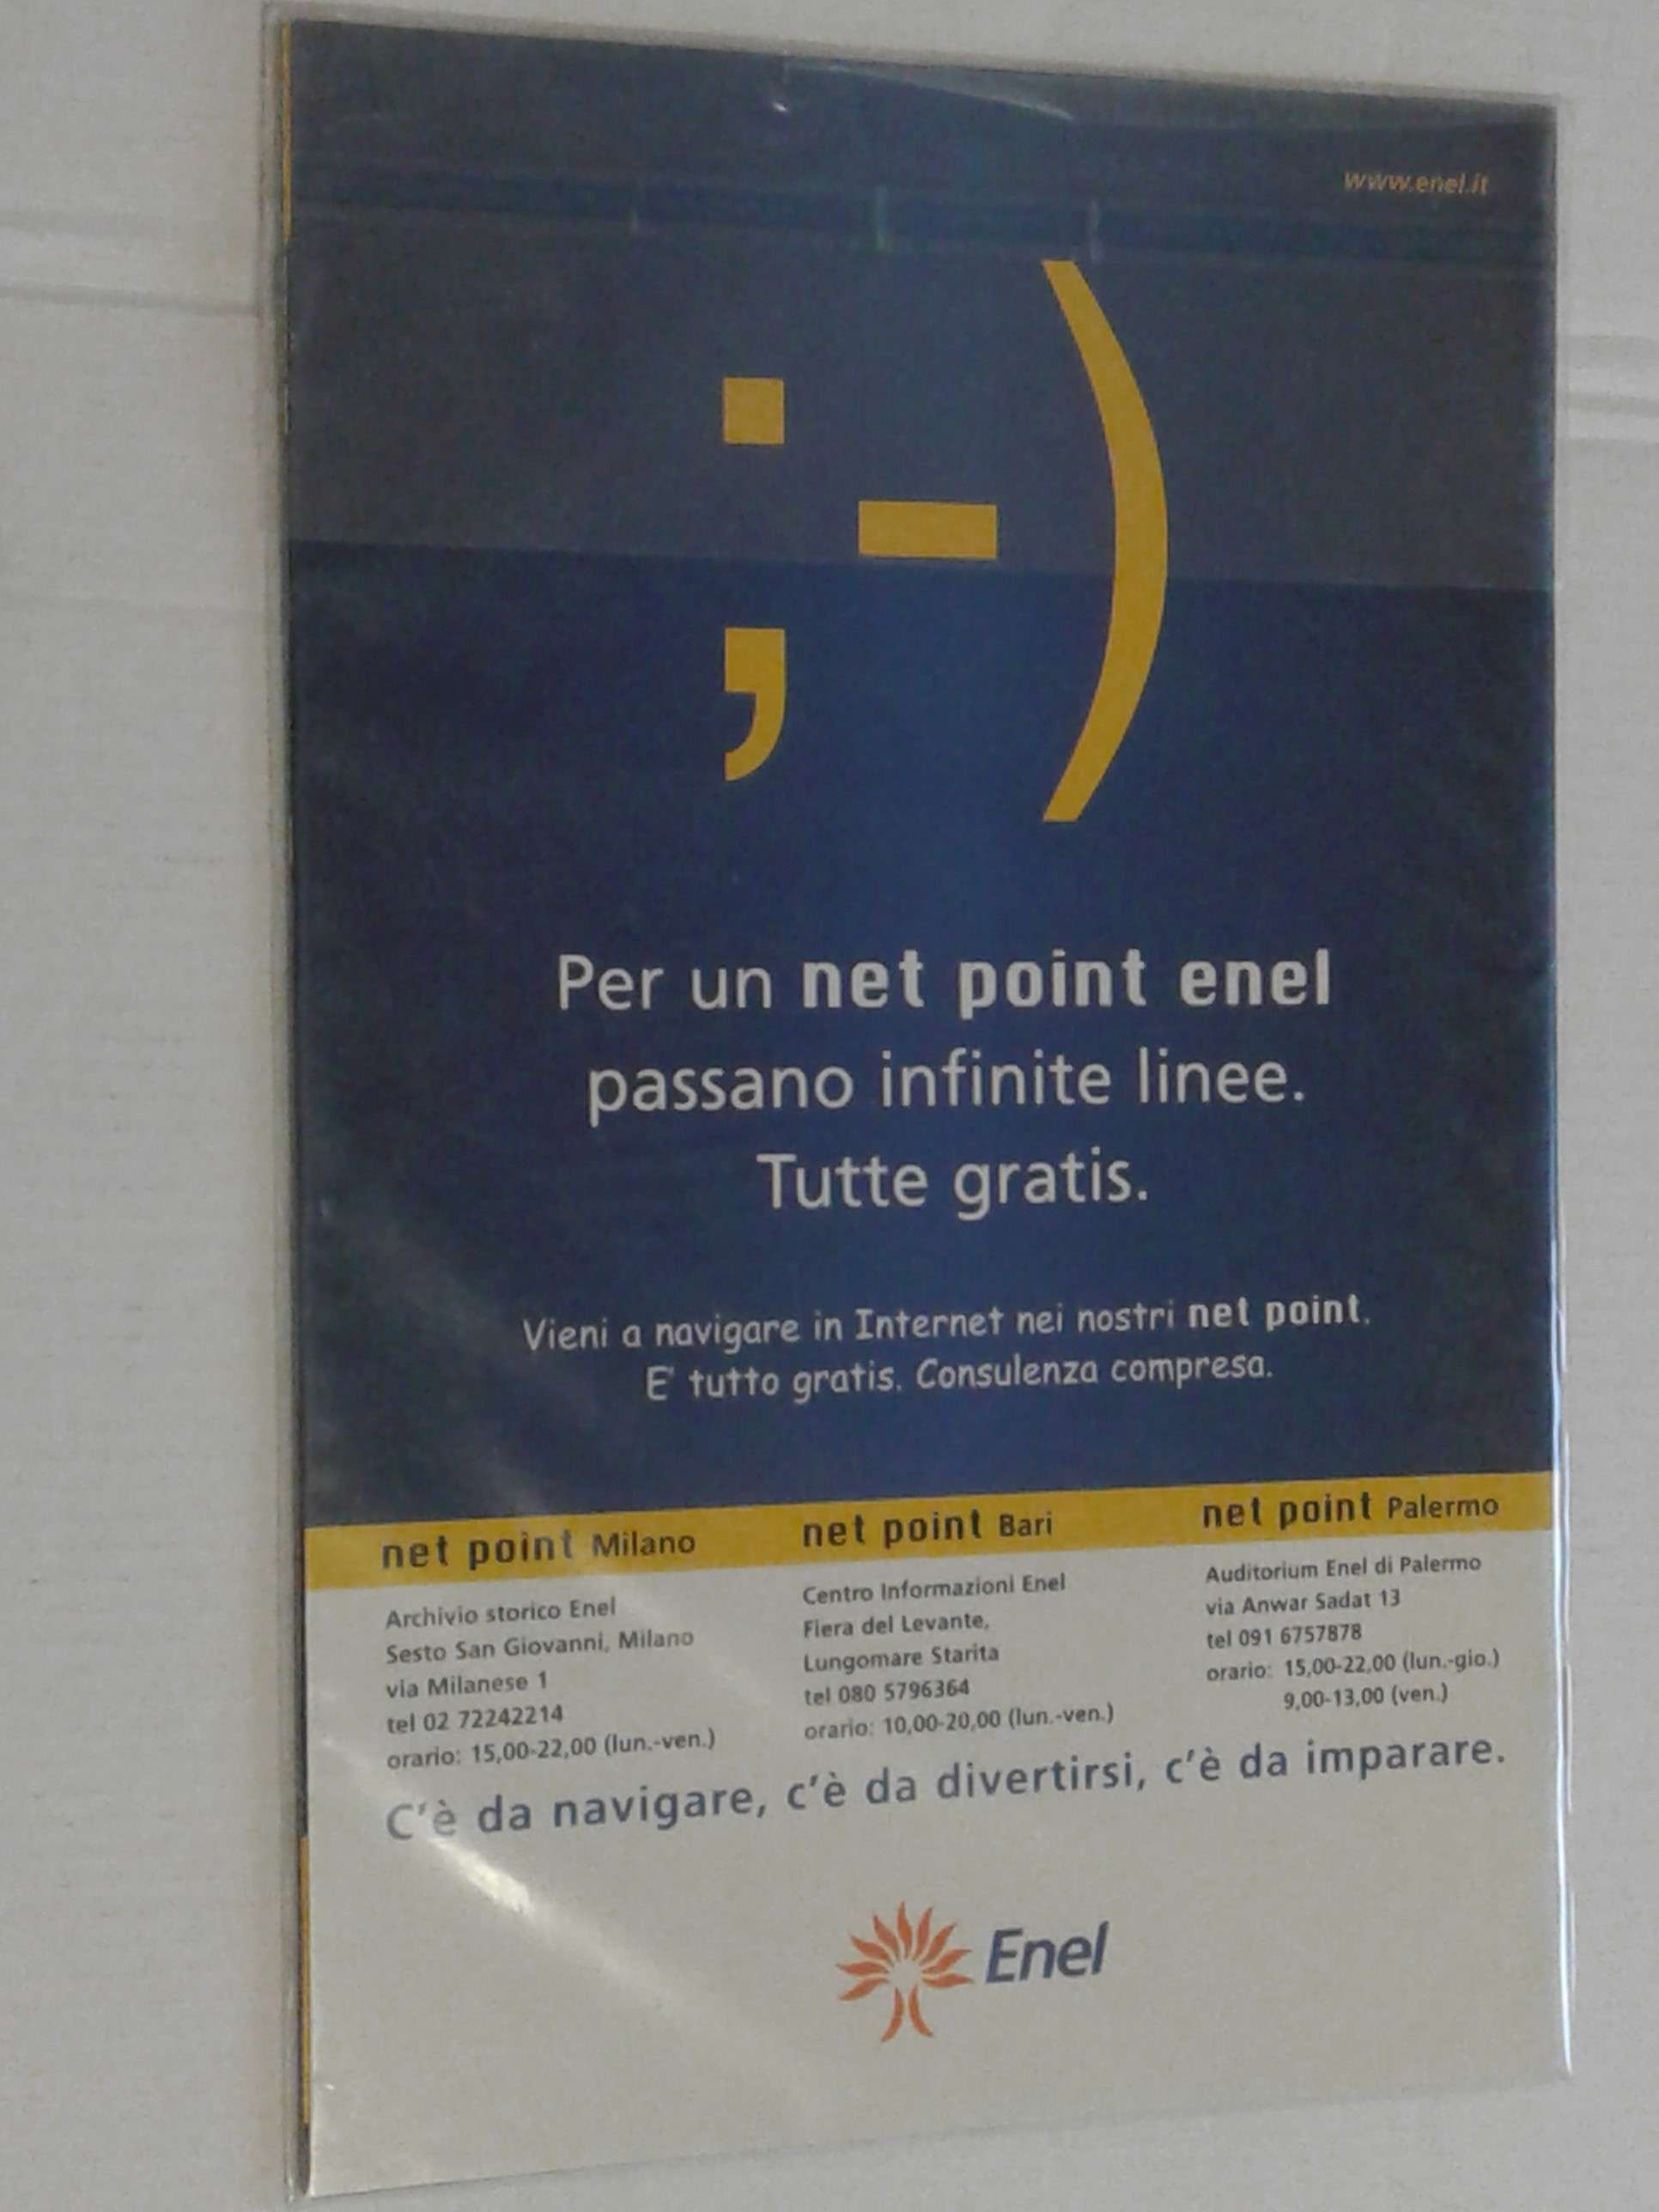 www.enel.it
;-)
Per un net point enel
passano infinite linee.
Tutte gratis.
Vieni a navigare in Internet nei nostri net point.
E' tutto gratis. Consulenza compresa.
net point Milano
Archivio storico Enel
Sesto San Giovanni, Milano
via Milanese 1
tel 02 72242214
orario: 15,00-22,00 (lun.-ven.)
net point Bari
Centro Informazioni Enel
Fiera del Levante,
Lungomare Starita
tel 080 5796364
orario: 10,00-20,00 (lun.-ven.)
net point Palermo
Auditorium Enel di Palermo
via Anwar Sadat 13
tel 091 6757878
orario: 15,00-22,00 (lun.-gio.)
9,00-13,00 (ven.)
C'è da navigare, c'è da divertirsi, c'è da imparare.
Enel